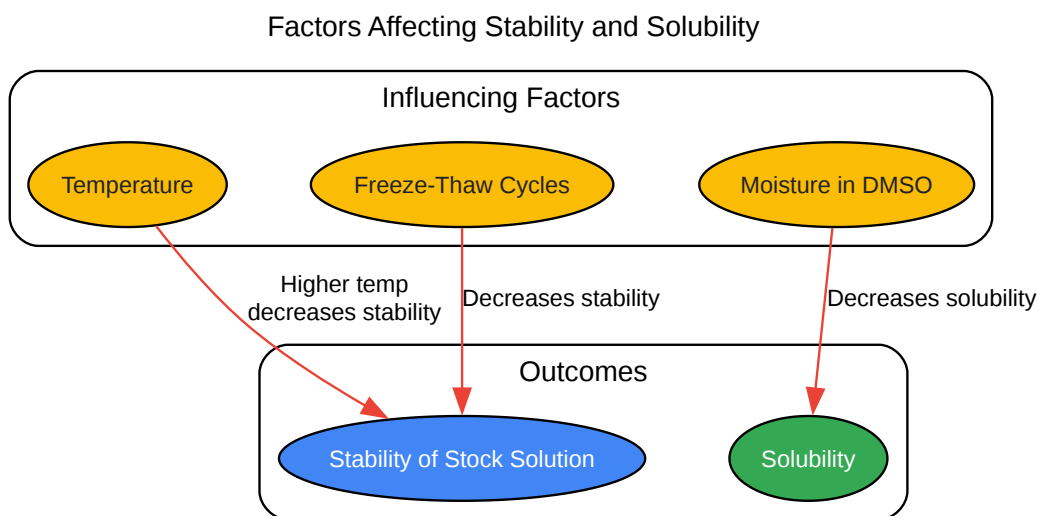 Factors Affecting Stability and Solubility
Influencing Factors
Temperature
Freeze-Thaw Cycles
Moisture in DMSO
Higher temp
decreases stability
Decreases stability
Decreases solubility
Outcomes
Stability of Stock Solution
Solubility